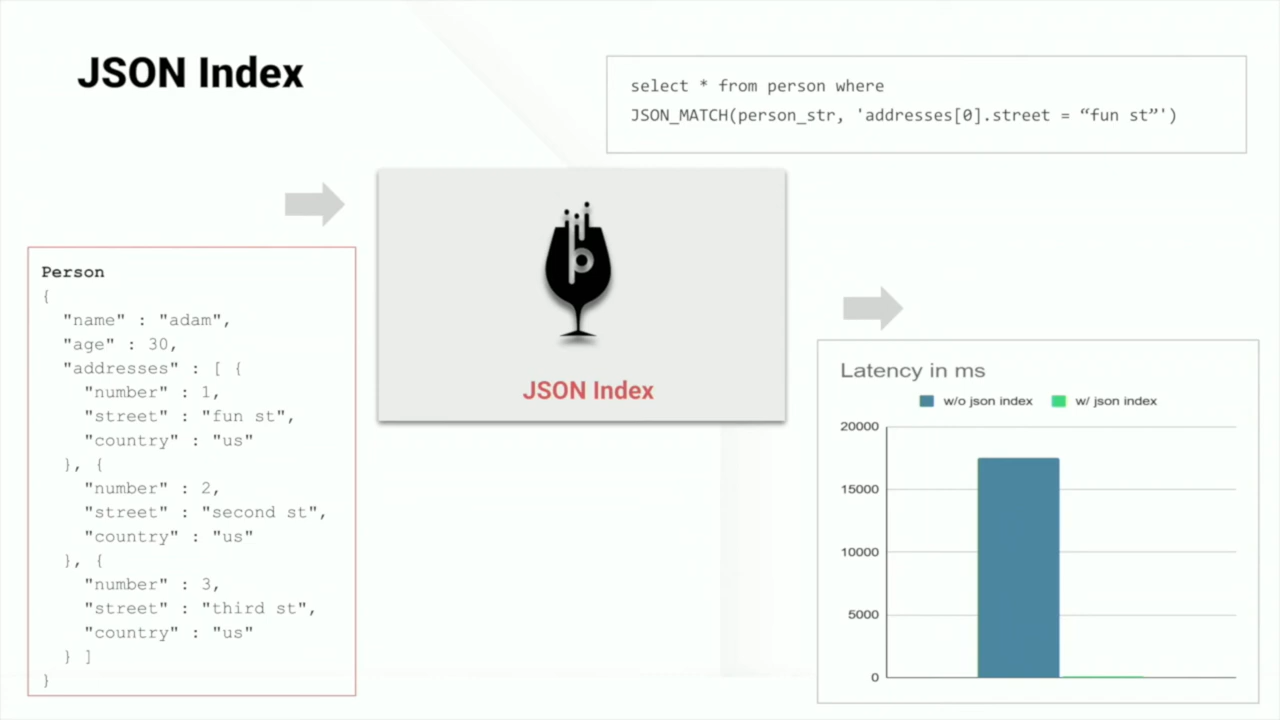 JSON Index
select * from person where
JSON_MATCH(person_str, 'addresses[0].street = “fun st”')
Person
{
"name" : "adam",
"age" : 30,
"addresses" : [ {
"number" : 1,
"street" : "fun st",
"country" : "us"
}, {
"number" : 2,
"street" : "second st",
"country" : "us"
}, {
"number" : 3,
"street" : "third st",
"country" : "us"
} ]
}
JSON Index
Latency in ms
w/o json index w/ json index
20000
15000
10000
5000
0